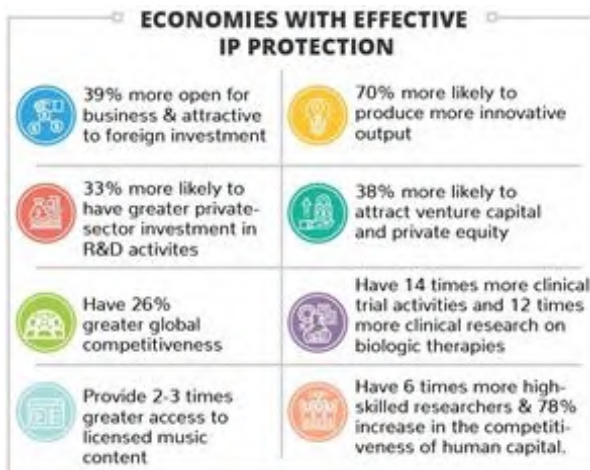 ECONOMIES WITH EFFECTIVE
IP PROTECTION
39% more open for
business & attractive
to foreign investment
70% more likely to
produce more innovative
output
33% more likely to
have greater private-
sector investment in
R&D activites
38% more likely to
attract venture capital
and private equity
Have 26%
greater global
competitiveness
Have 14 times more clinical
trial activities and 12 times
more clinical research on
biologic therapies
Provide 2-3 times
greater access to
licensed music
content
Have 6 times more high-
skilled researchers & 78%
increase in the competiti-
veness of human capital.